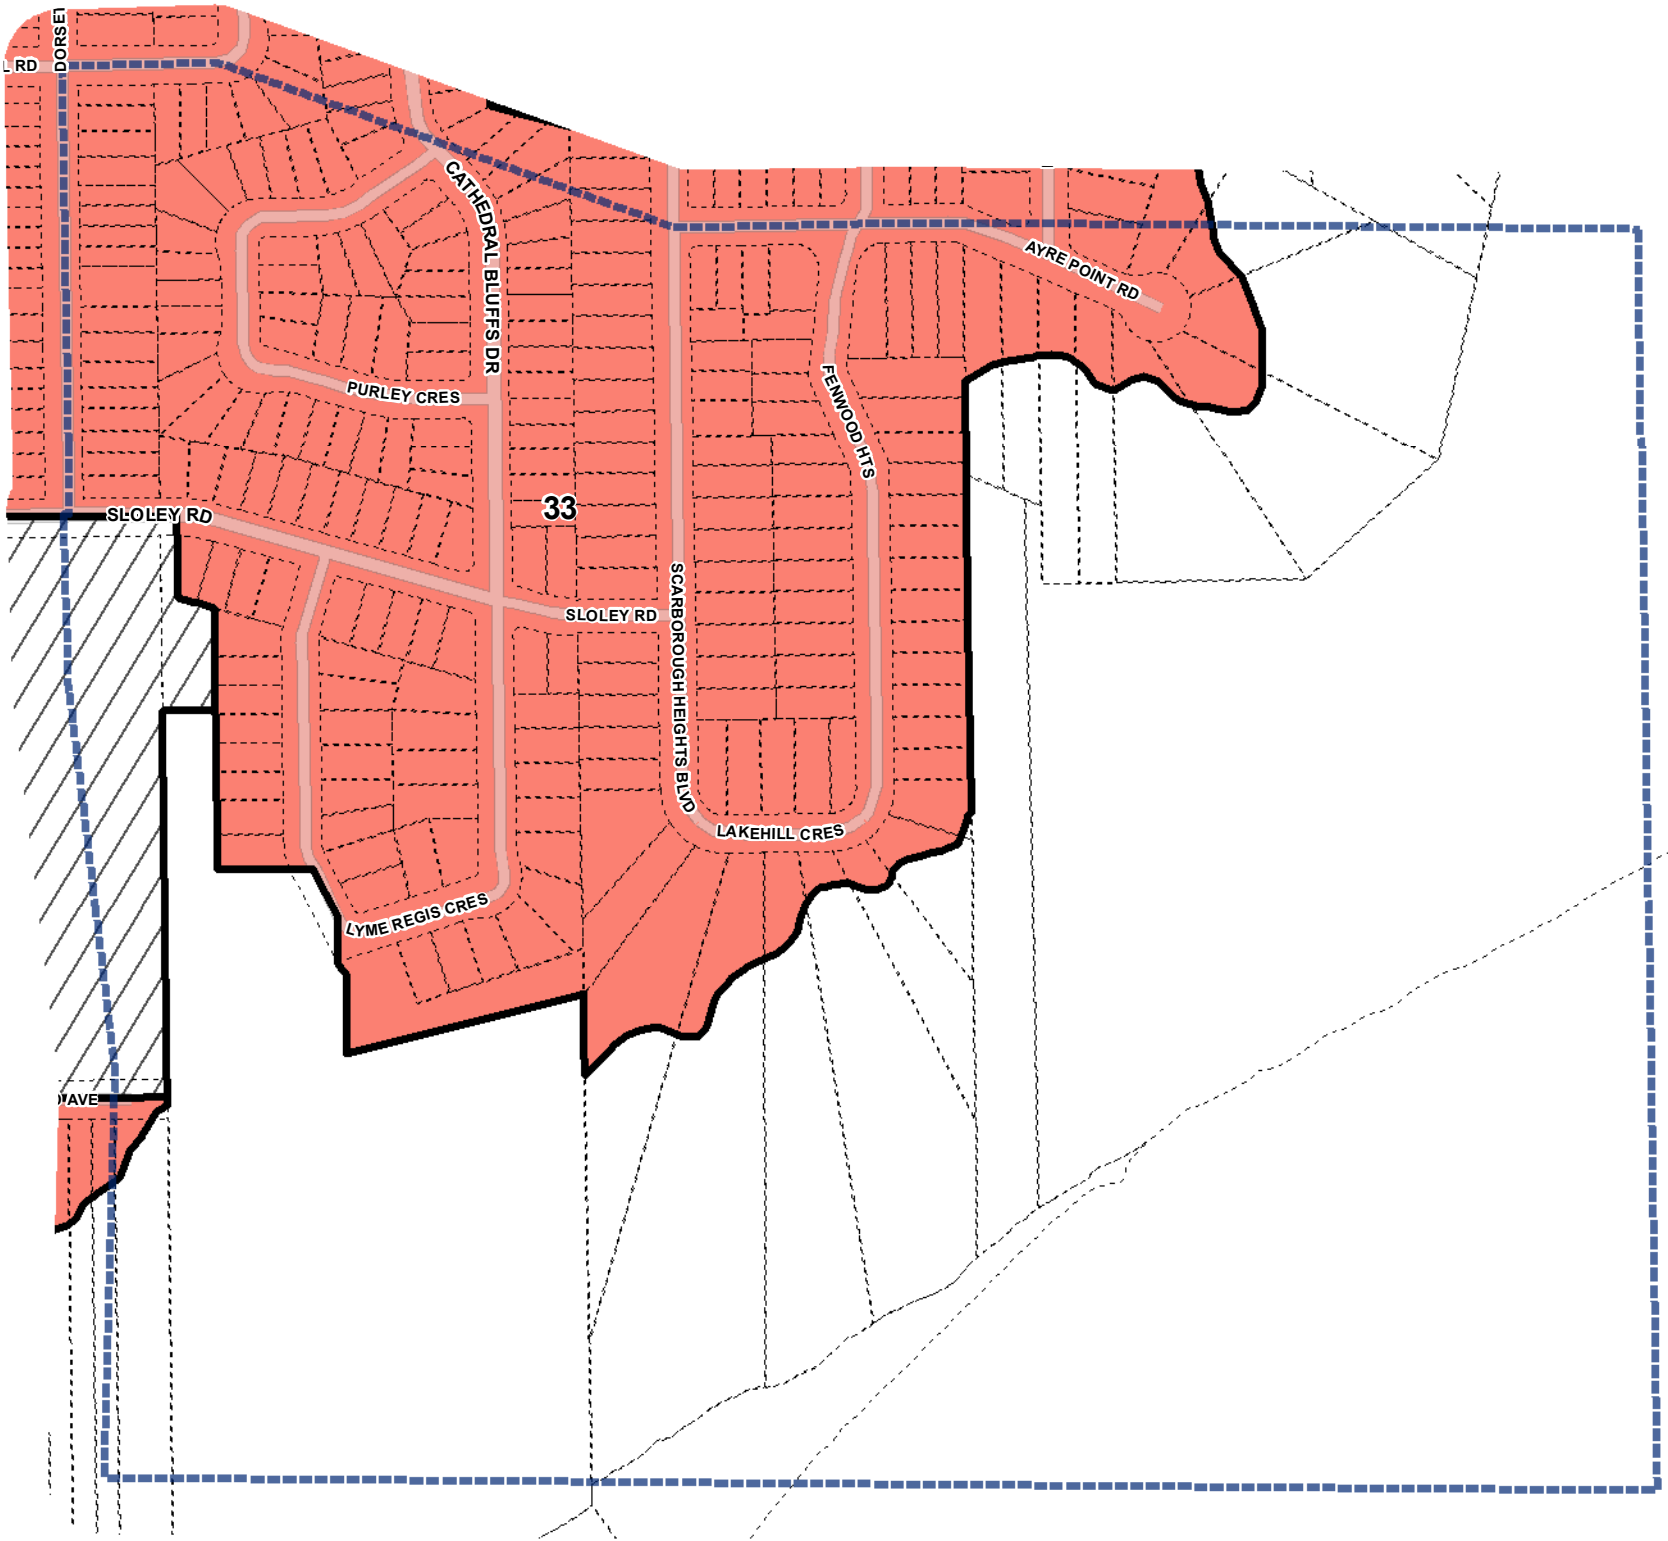 DORSET
L RD
CATHEDRAL BLUFFS DR
AYRE POINT RD
PURLEY CRES
FENWOOD HTS
33
SLOLEY RD
SLOLEY RD
SCARBOROUGH HEIGHTS BLVD
LAKEHILL CRES
LYME REGIS CRES
AVE